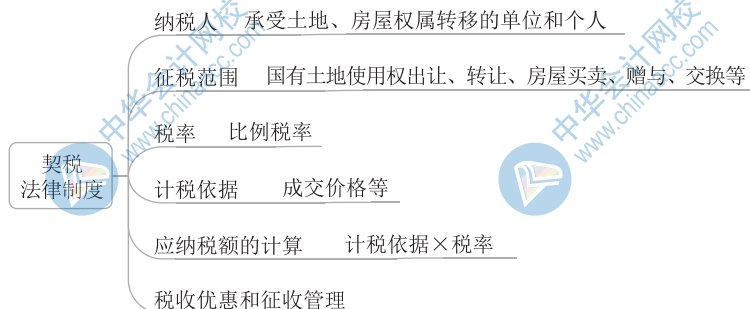 纳税人 承受土地、房屋权属转移的单位和个人
征税范围 国有土地使用权出让、转让、房屋买卖、赠与、交换等
税率 比例税率
契税
法律制度
计税依据 成交价格等
应纳税额的计算 计税依据×税率
税收优惠和征收管理
中华会计网校
www.chinaacc.com
中华会计网校
www.chinaacc.com